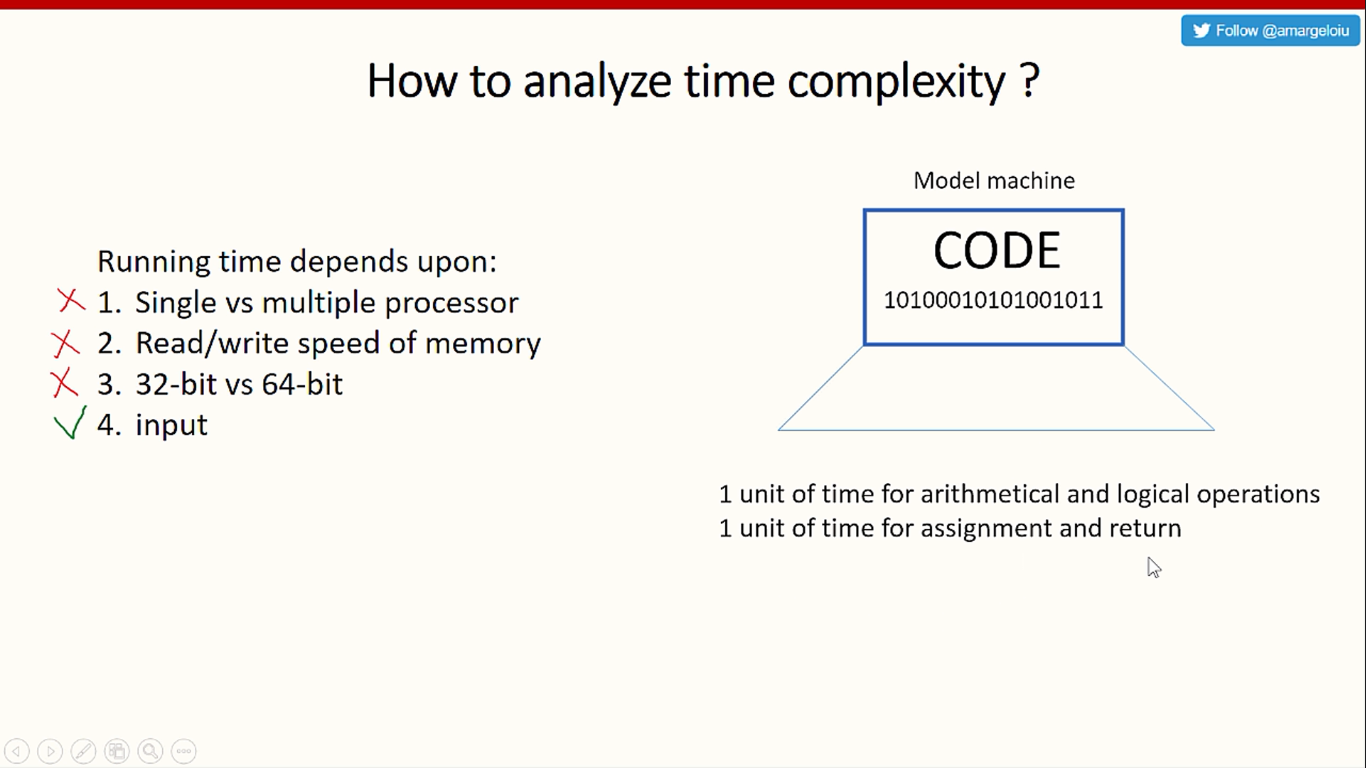 Follow @amargeloiu
How to analyze time complexity ?
Running time depends upon:
1. Single vs multiple processor
2. Read/write speed of memory
3. 32-bit vs 64-bit
4. input
Model machine
CODE
10100010101001011
1 unit of time for arithmetical and logical operations
1 unit of time for assignment and return